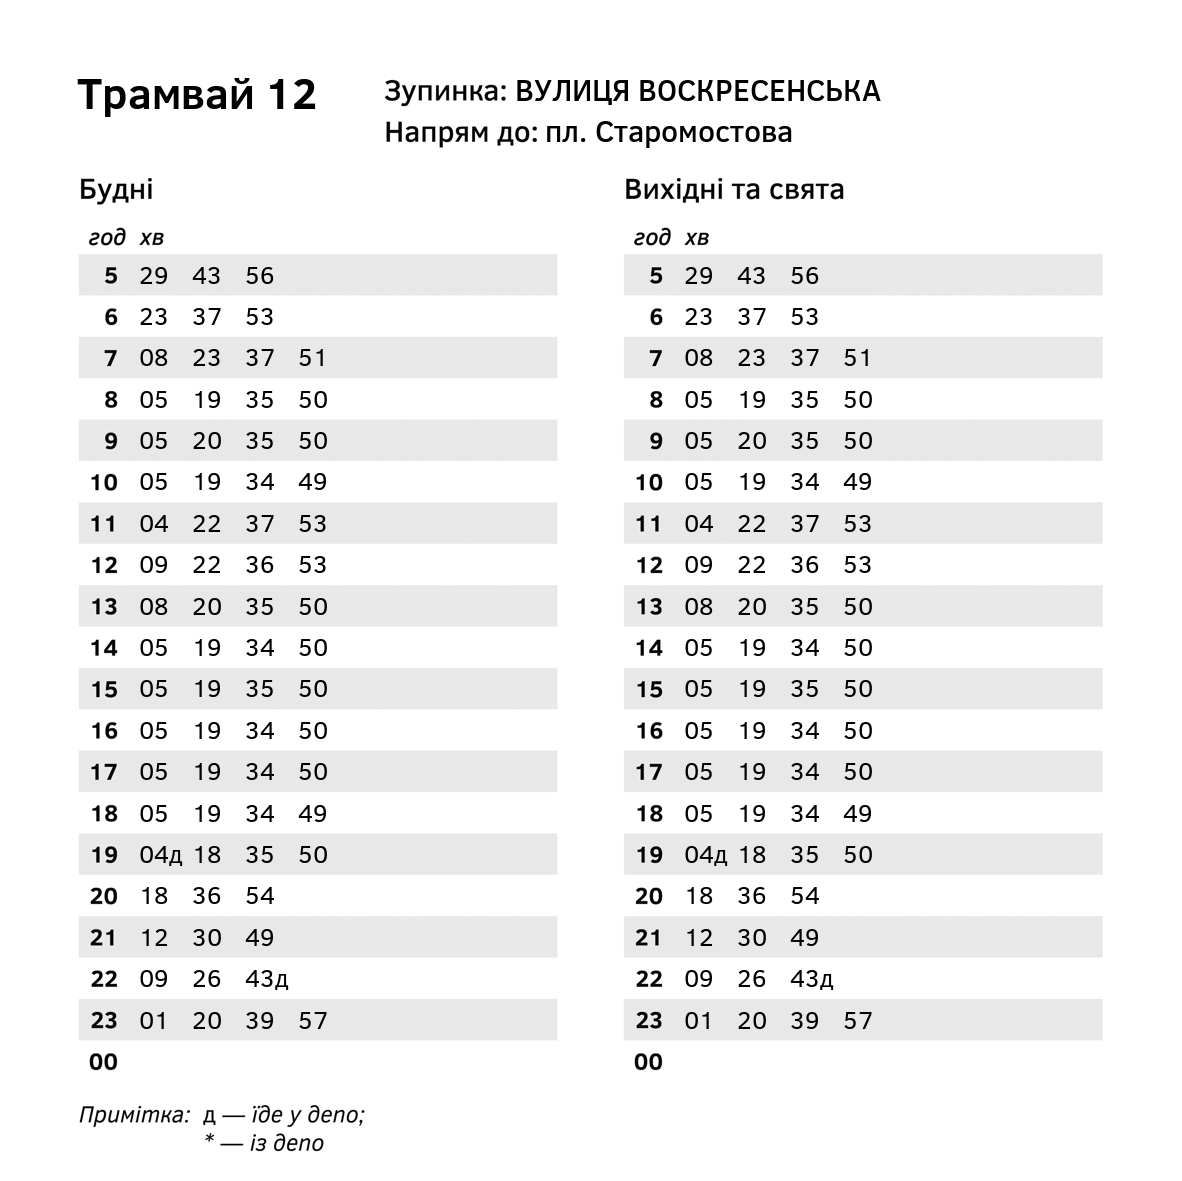 Трамвай 12
Зупинка: ВУЛИЦЯ ВОСКРЕСЕНСЬКА
Напрям до: пл. Старомостова
Будні
год хв
5 29 43 56
6 23 37 53
7 08 23 37 51
8 05 19 35 50
9 05 20 35 50
10 05 19 34 49
11 04 22 37 53
12 09 22 36 53
13 08 20 35 50
14 05 19 34 50
15 05 19 35 50
16 05 19 34 50
17 05 19 34 50
18 05 19 34 49
19 04д 18 35 50
20 18 36 54
21 12 30 49
22 09 26 43д
23 01 20 39 57
00
Вихідні та свята
год хв
5 29 43 56
6 23 37 53
7 08 23 37 51
8 05 19 35 50
9 05 20 35 50
10 05 19 34 49
11 04 22 37 53
12 09 22 36 53
13 08 20 35 50
14 05 19 34 50
15 05 19 35 50
16 05 19 34 50
17 05 19 34 50
18 05 19 34 49
19 04д 18 35 50
20 18 36 54
21 12 30 49
22 09 26 43д
23 01 20 39 57
00
Примітка: д — їде у депо;
* — із депо